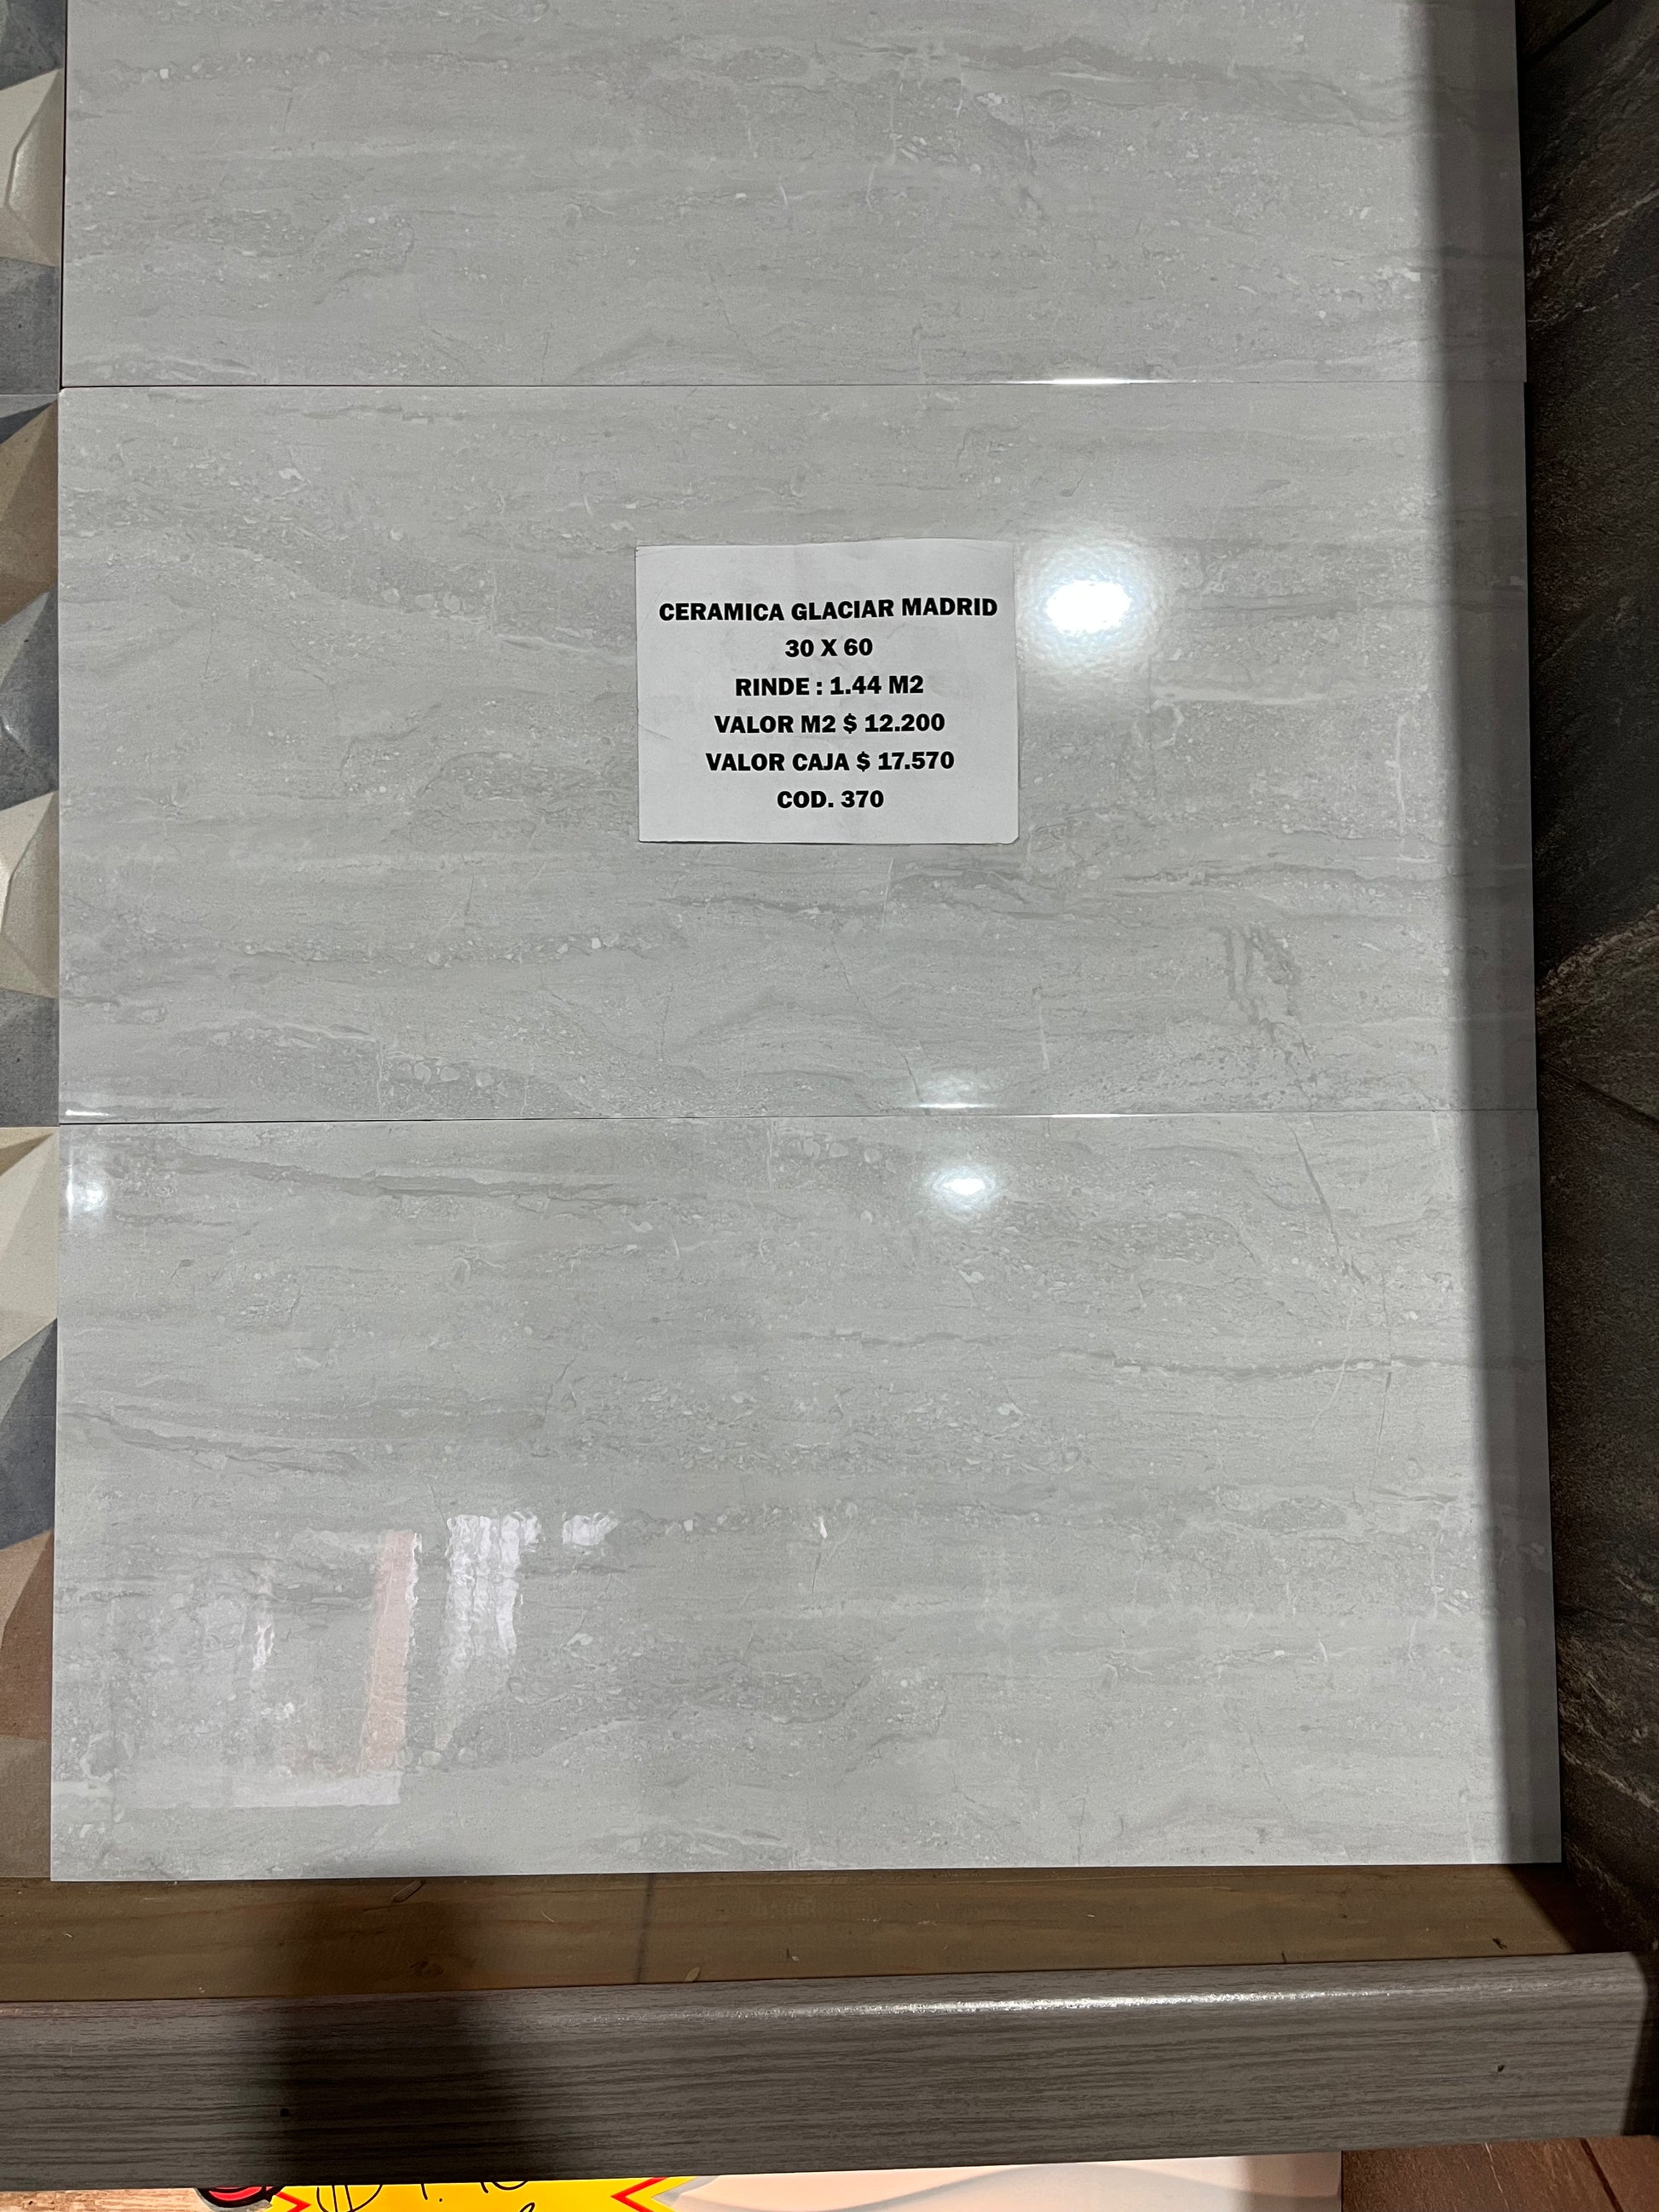 CERAMICA GLACIAR MADRID
30 X 60
RINDE : 1.44 M2
VALOR M2 $ 12.200
VALOR CAJA $ 17.570
COD. 370